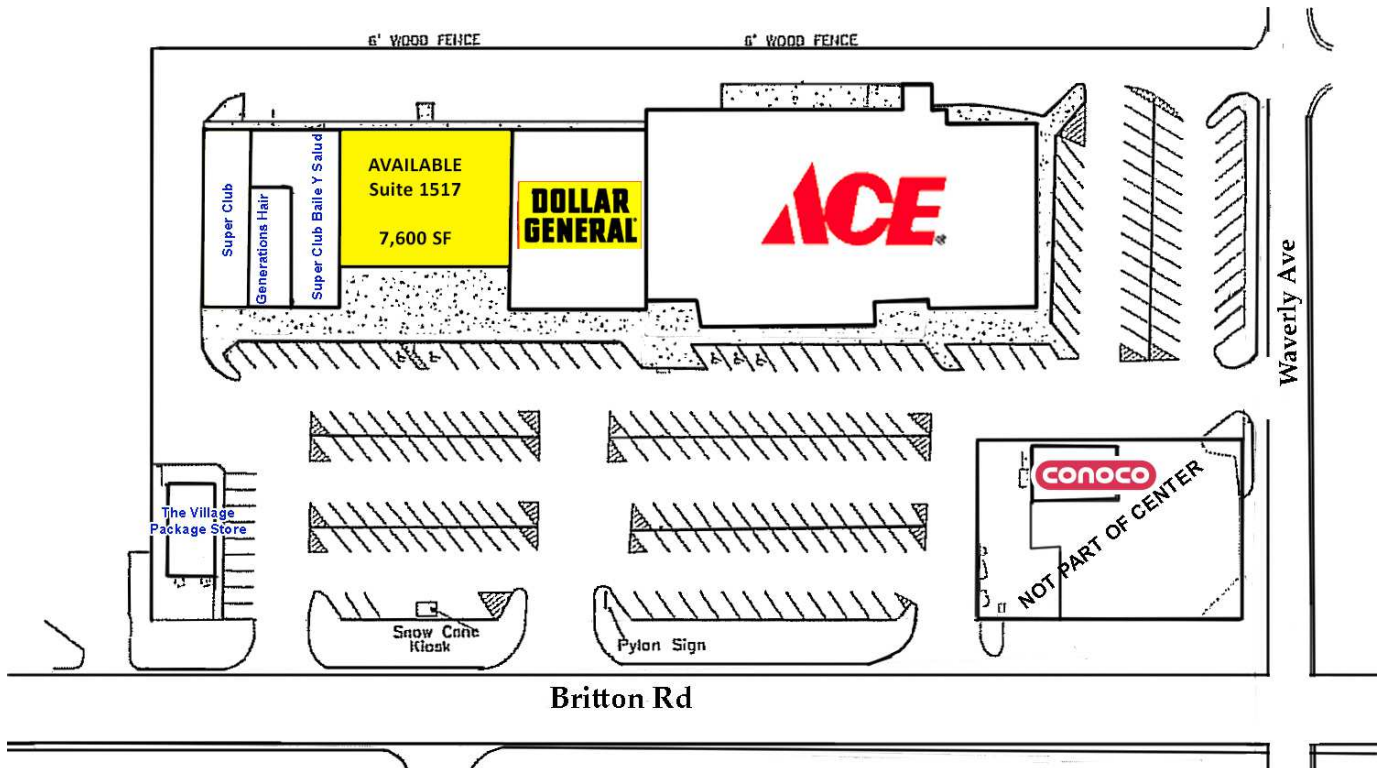 6' WOOD FENCE
6' WOOD FENCE
Super Club
Generations Hair
Super Club Baile Y Salud
AVAILABLE
Suite 1517
7,600 SF
DOLLAR
GENERAL®
ACE®
Waverly Ave
The Village
Package Store
conoco
NOT PART OF CENTER
Snow Cone
Kiosk
Pylon Sign
Britton Rd